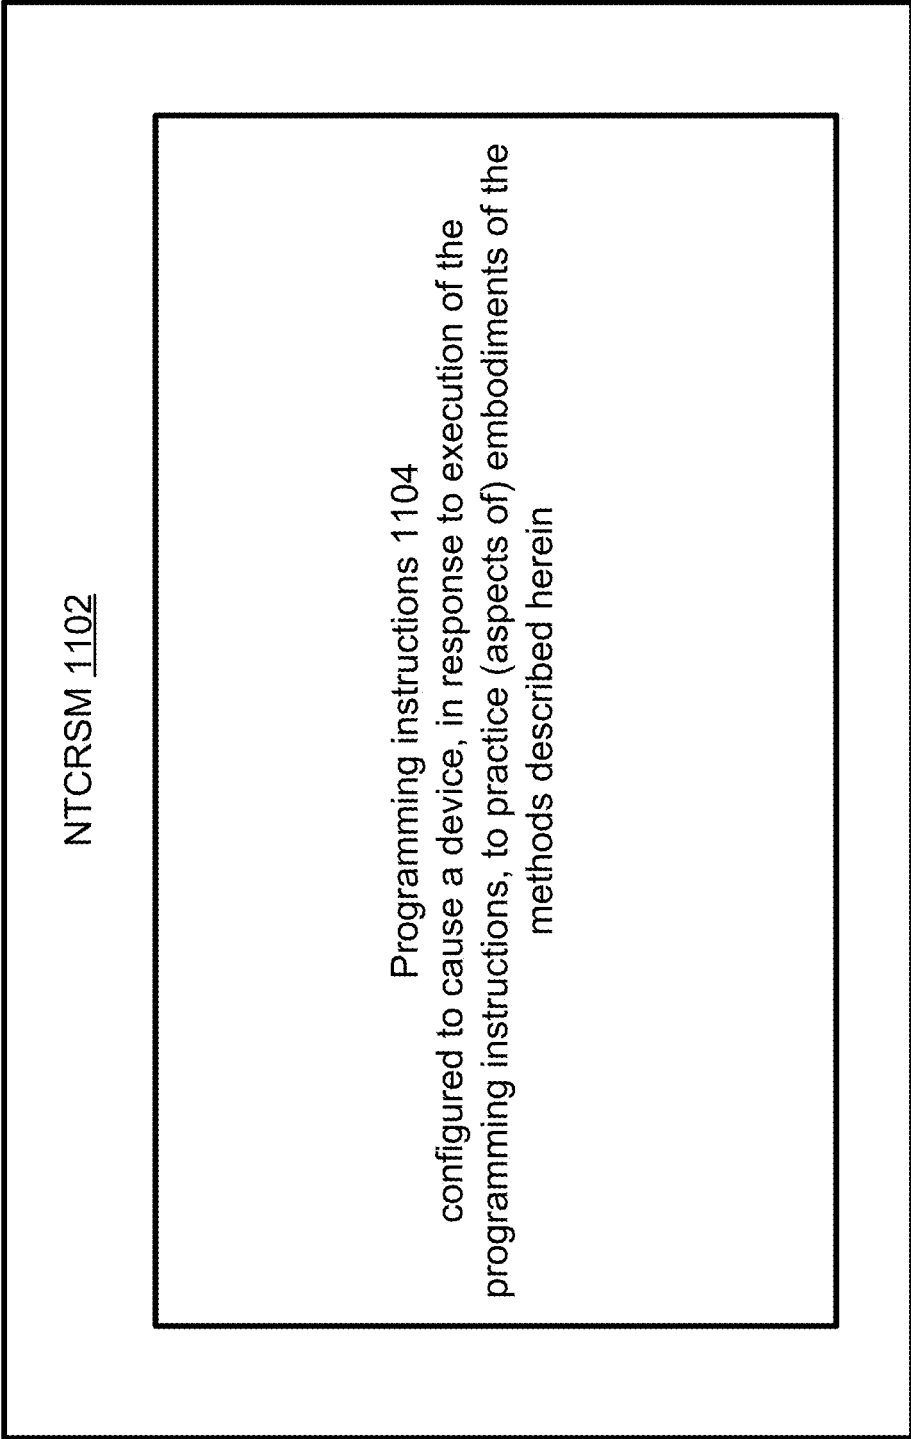 NTCRSM 1102
Programming instructions 1104
configured to cause a device, in response to execution of the
programming instructions, to practice (aspects of) embodiments of the
methods described herein